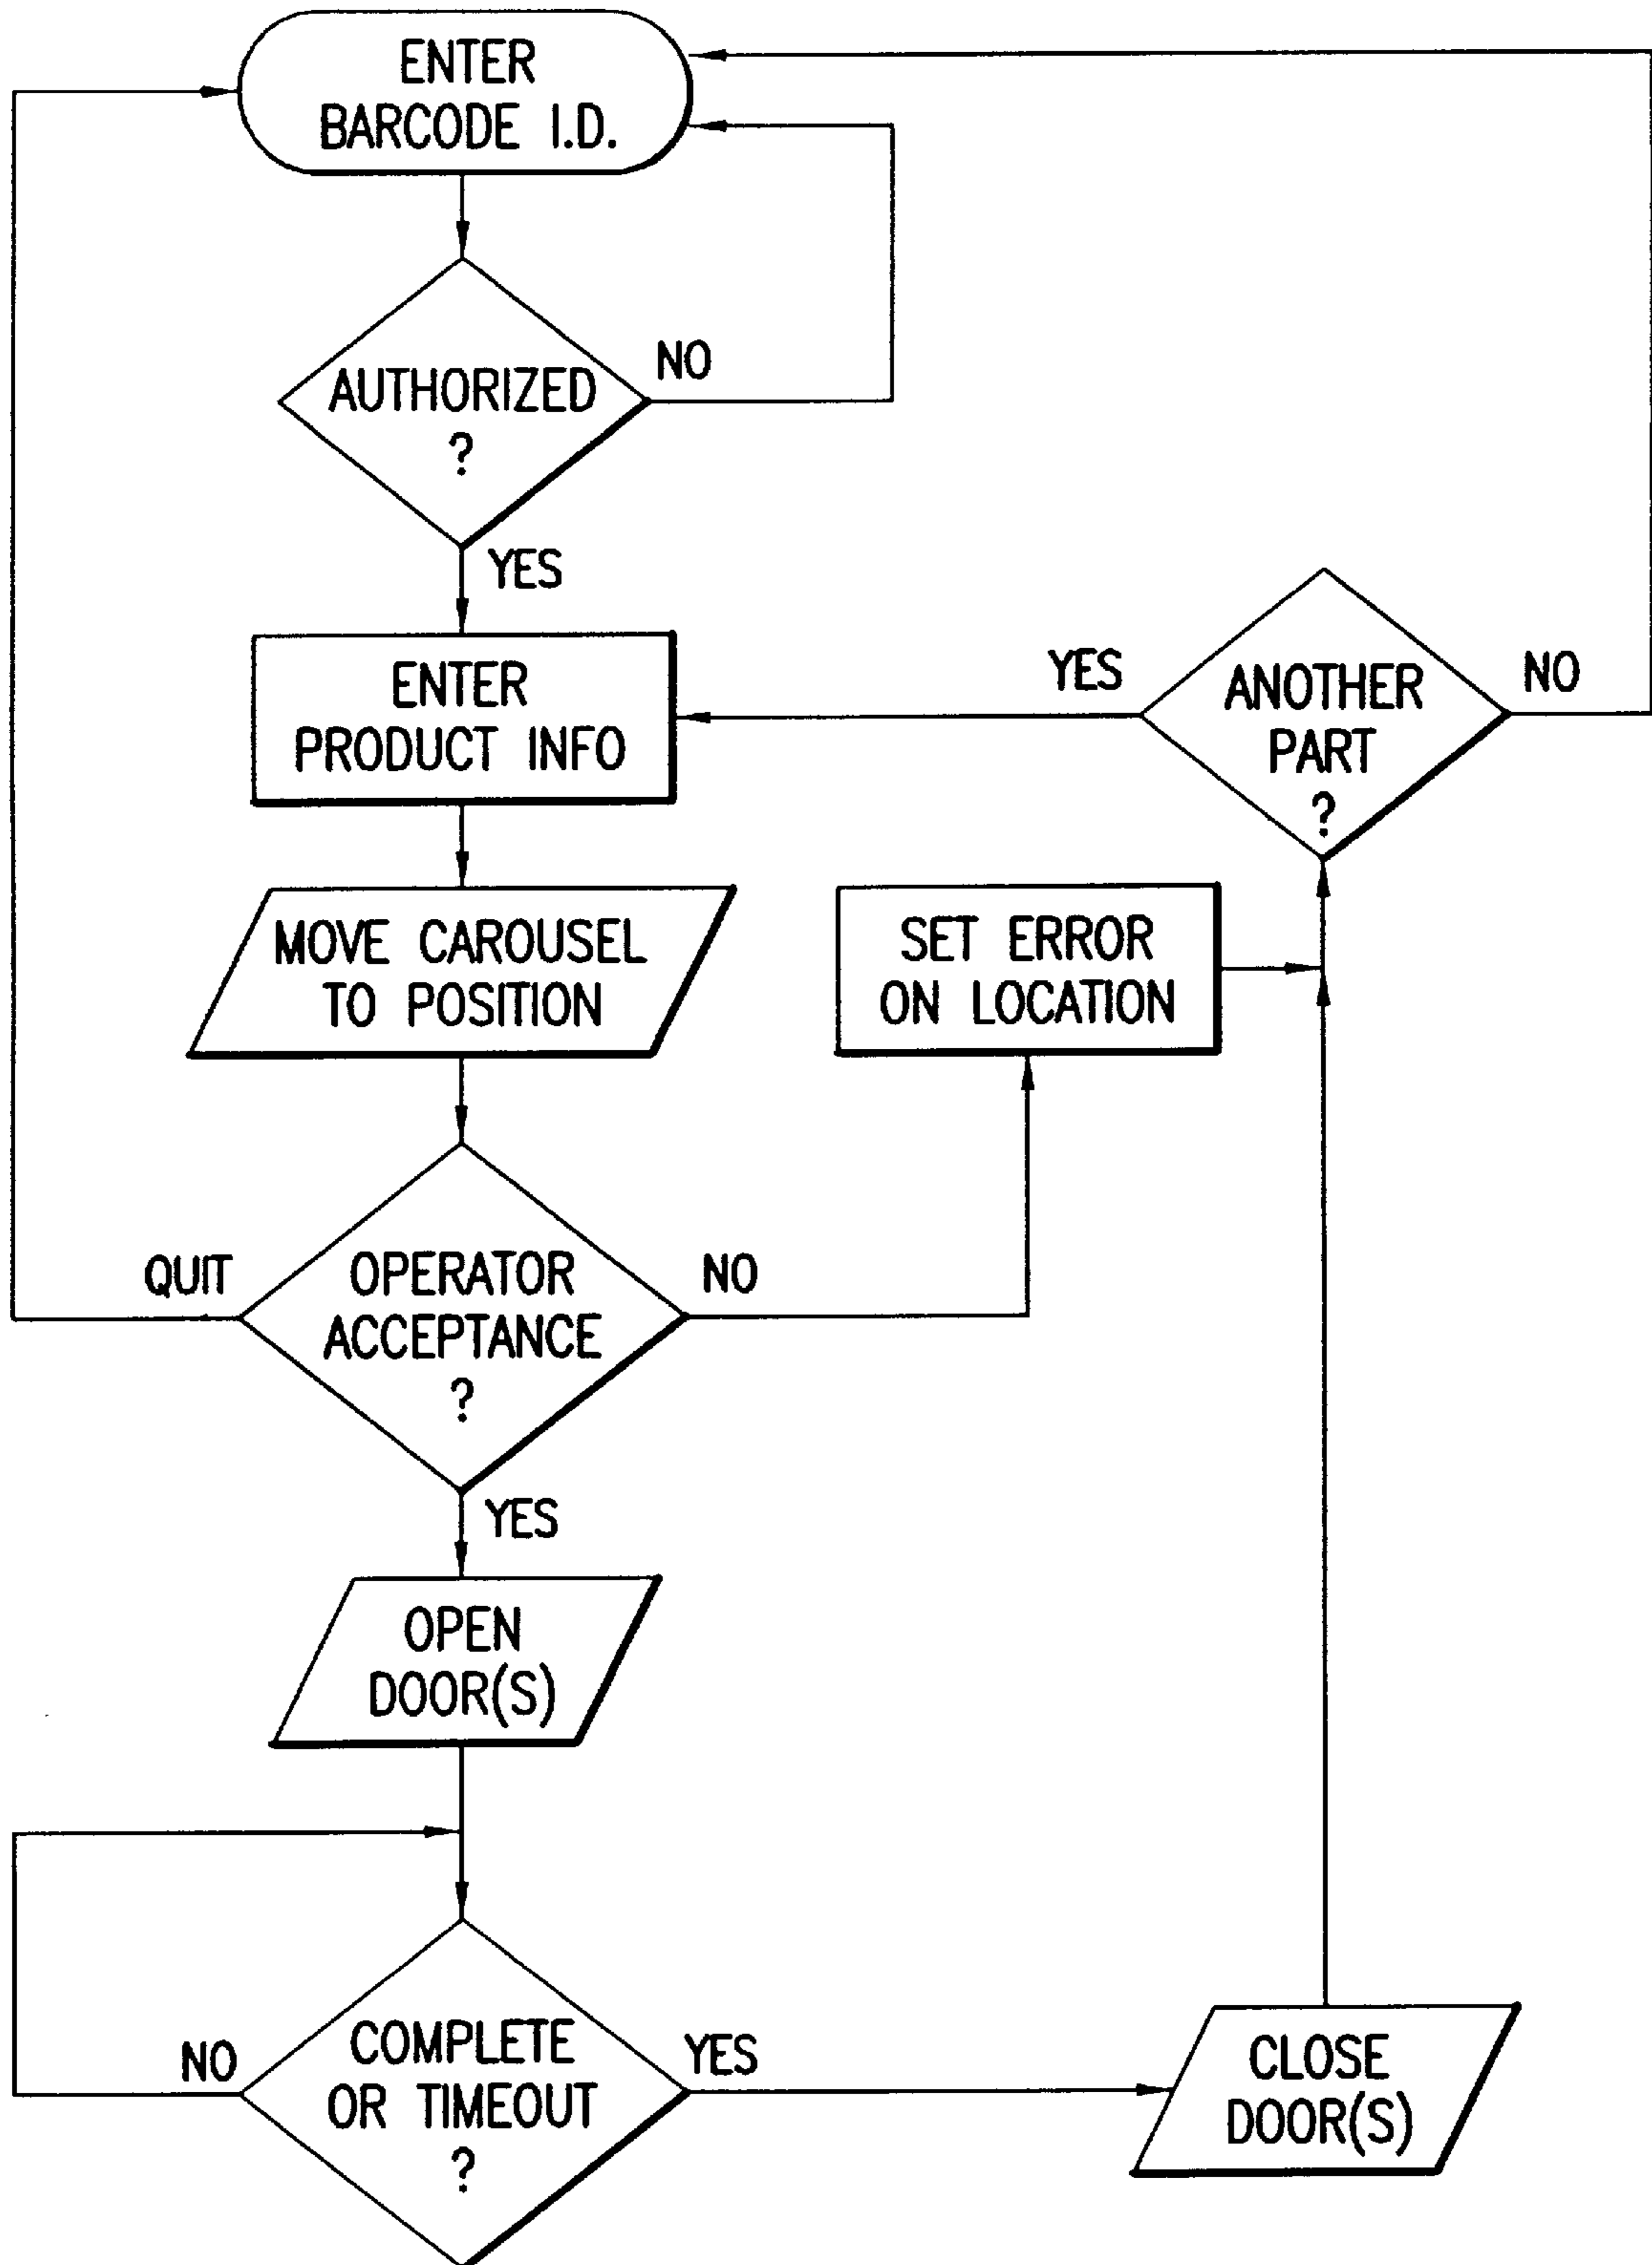 ENTER
BARCODE I.D.
AUTHORIZED
?
NO
YES
ENTER
PRODUCT INFO
YES
ANOTHER
PART
?
NO
MOVE CAROUSEL
TO POSITION
SET ERROR
ON LOCATION
QUIT
OPERATOR
ACCEPTANCE
?
NO
YES
OPEN
DOOR(S)
NO
COMPLETE
OR TIMEOUT
?
YES
CLOSE
DOOR(S)